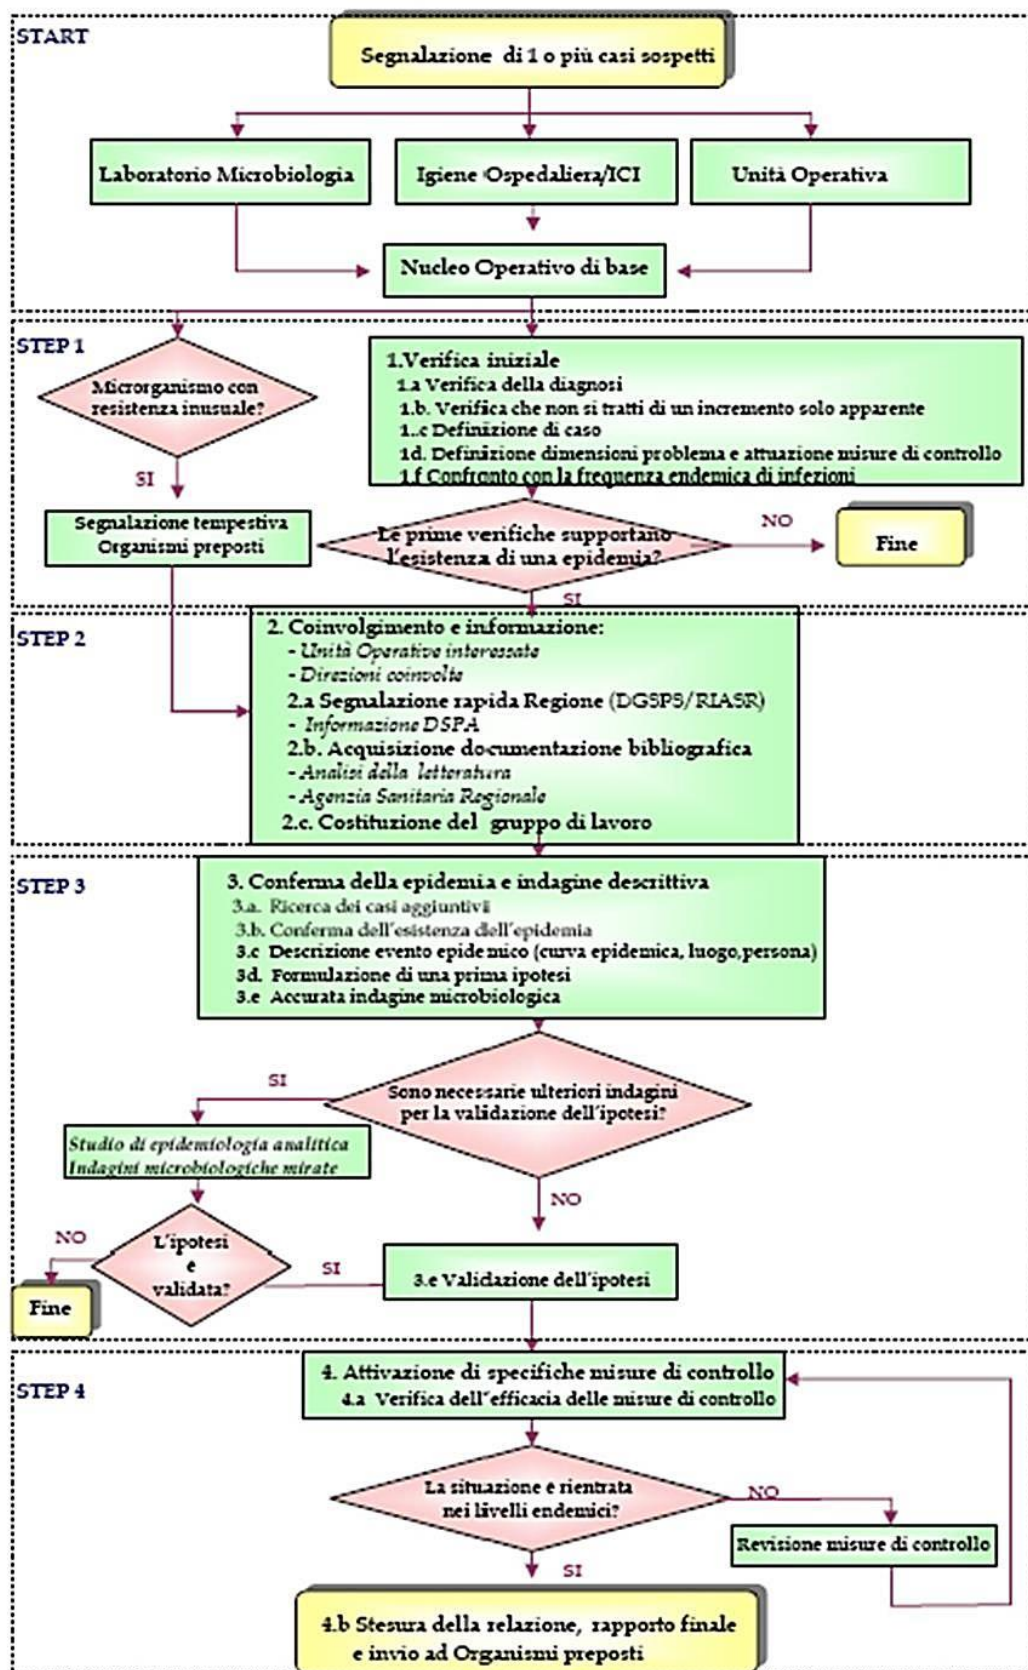 START
Segnalazione di 1 o più casi sospetti
Laboratorio Microbiologia
Igiene Ospedaliera/ICI
Unità Operativa
Nucleo Operativo di base
STEP 1
Microrganismo con
resistenza inusuale?
SI
Segnalazione tempestiva
Organismi preposti
1.Verifica iniziale
1.a Verifica della diagnosi
1.b. Verifica che non si tratti di un incremento solo apparente
1..c Definizione di caso
1d. Definizione dimensioni problema e attuazione misure di controllo
1.f Confronto con la frequenza endemica di infezioni
Le prime verifiche supportano
l'esistenza di una epidemia?
NO
Fine
SI
STEP 2
2. Coinvolgimento e informazione:
- Unità Operative interessate
- Direzioni coinvolte
2.a Segnalazione rapida Regione (DGSPS/RIASR)
- Informazione DSPA
2.b. Acquisizione documentazione bibliografica
- Analisi della letteratura
- Agenzia Sanitaria Regionale
2.c. Costituzione del gruppo di lavoro
STEP 3
3. Conferma della epidemia e indagine descrittiva
3.a. Ricerca dei casi aggiuntivi
3.b. Conferma dell'esistenza dell'epidemia
3.c Descrizione evento epidemico (curva epidemica, luogo,persona)
3d. Formulazione di una prima ipotesi
3.e Accurata indagine microbiologica
Sono necessarie ulteriori indagini
per la validazione dell'ipotesi?
SI
Studio di epidemiologia analitica
Indagini microbiologiche mirate
NO
L'ipotesi
e
validata?
NO
SI
Fine
3.e Validazione dell'ipotesi
STEP 4
4. Attivazione di specifiche misure di controllo
4.a Verifica dell'efficacia delle misure di controllo
La situazione e rientrata
nei livelli endemici?
NO
Revisione misure di controllo
SI
4.b Stesura della relazione, rapporto finale
e invio ad Organismi preposti